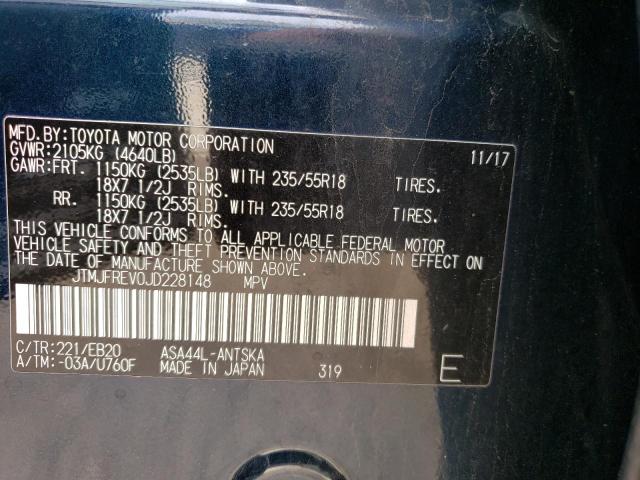 MFD.BY:TOYOTA MOTOR CORPORATION 11/17
GVWR:2105KG (4640LB)
GAWR:FRT. 1150KG (2535LB) WITH 235/55R18 TIRES.
18X7 1/2J RIMS.
RR. 1150KG (2535LB) WITH 235/55R18 TIRES.
18X7 1/2J RIMS.
THIS VEHICLE CONFORMS TO ALL APPLICABLE FEDERAL MOTOR
VEHICLE SAFETY AND THEFT PREVENTION STANDARDS IN EFFECT ON
THE DATE OF MANUFACTURE SHOWN ABOVE.
JTMJFREV0JD228148 MPV
C/TR:221/EB20 ASA44L-ANTSKA
A/TM:-03A/U760F MADE IN JAPAN 319 E